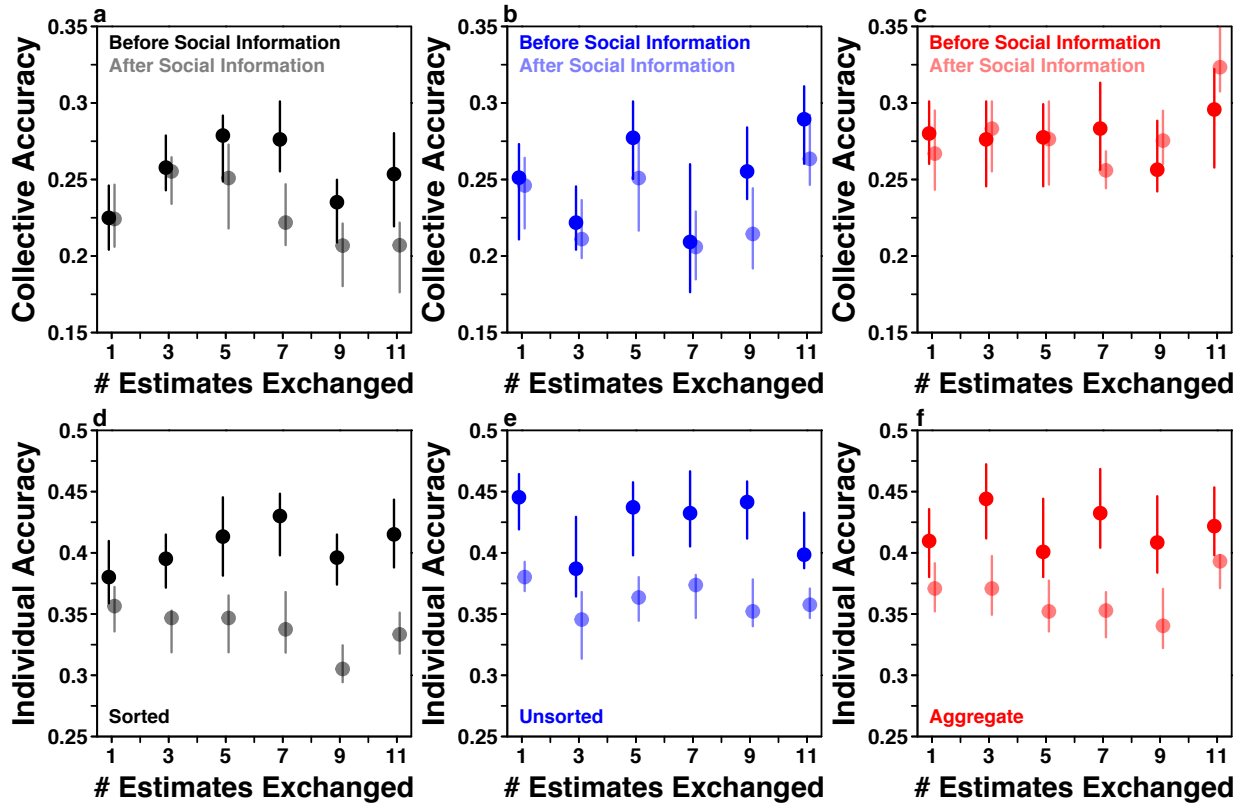 a
Before Social Information
After Social Information
Collective Accuracy
0.35
0.3
0.25
0.2
0.15
1 3 5 7 9 11
# Estimates Exchanged
b
Before Social Information
After Social Information
Collective Accuracy
0.35
0.3
0.25
0.2
0.15
1 3 5 7 9 11
# Estimates Exchanged
c
Before Social Information
After Social Information
Collective Accuracy
0.35
0.3
0.25
0.2
0.15
1 3 5 7 9 11
# Estimates Exchanged
d
Individual Accuracy
0.5
0.45
0.4
0.35
0.3
0.25
Sorted
1 3 5 7 9 11
# Estimates Exchanged
e
Individual Accuracy
0.5
0.45
0.4
0.35
0.3
0.25
Unsorted
1 3 5 7 9 11
# Estimates Exchanged
f
Individual Accuracy
0.5
0.45
0.4
0.35
0.3
0.25
Aggregate
1 3 5 7 9 11
# Estimates Exchanged